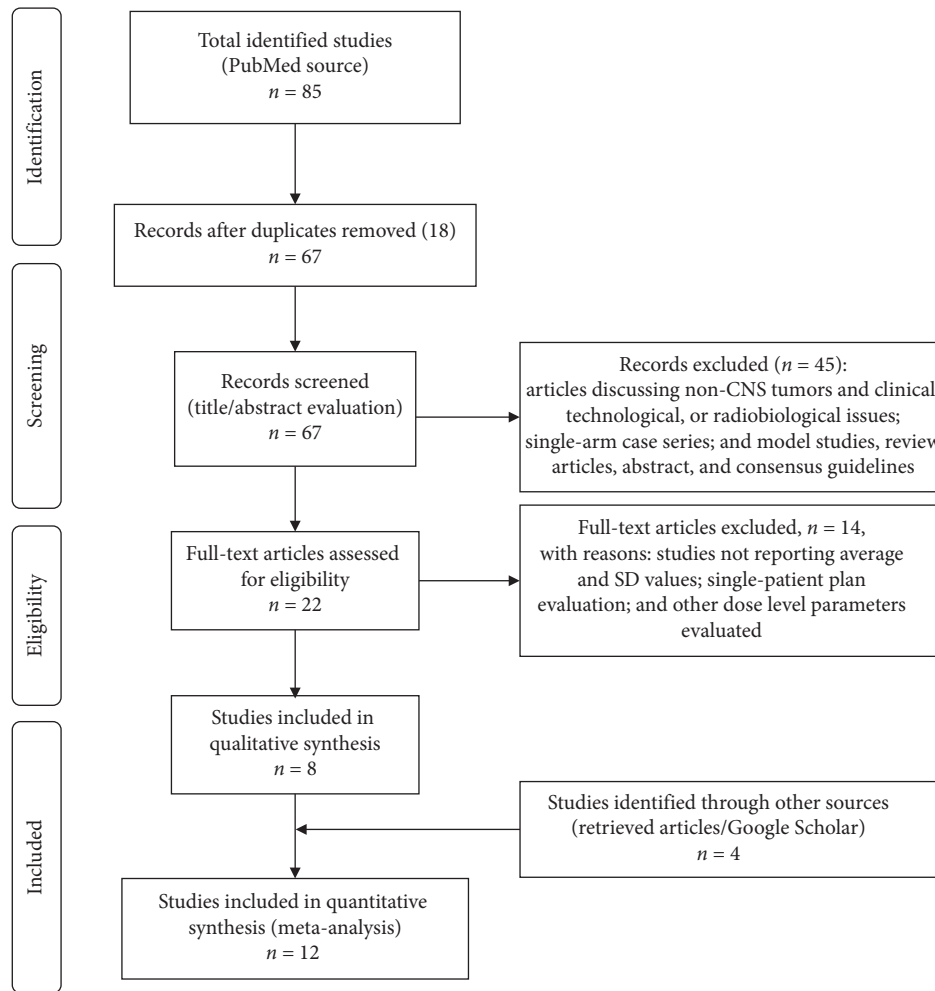 Identification
Total identified studies
(PubMed source)
n = 85
Records after duplicates removed (18)
n = 67
Screening
Records screened
(title/abstract evaluation)
n = 67
Records excluded (n = 45):
articles discussing non-CNS tumors and clinical
technological, or radiobiological issues;
single-arm case series; and model studies, review
articles, abstract, and consensus guidelines
Eligibility
Full-text articles assessed
for eligibility
n = 22
Full-text articles excluded, n = 14,
with reasons: studies not reporting average
and SD values; single-patient plan
evaluation; and other dose level parameters
evaluated
Included
Studies included in
qualitative synthesis
n = 8
Studies identified through other sources
(retrieved articles/Google Scholar)
n = 4
Studies included in quantitative
synthesis (meta-analysis)
n = 12